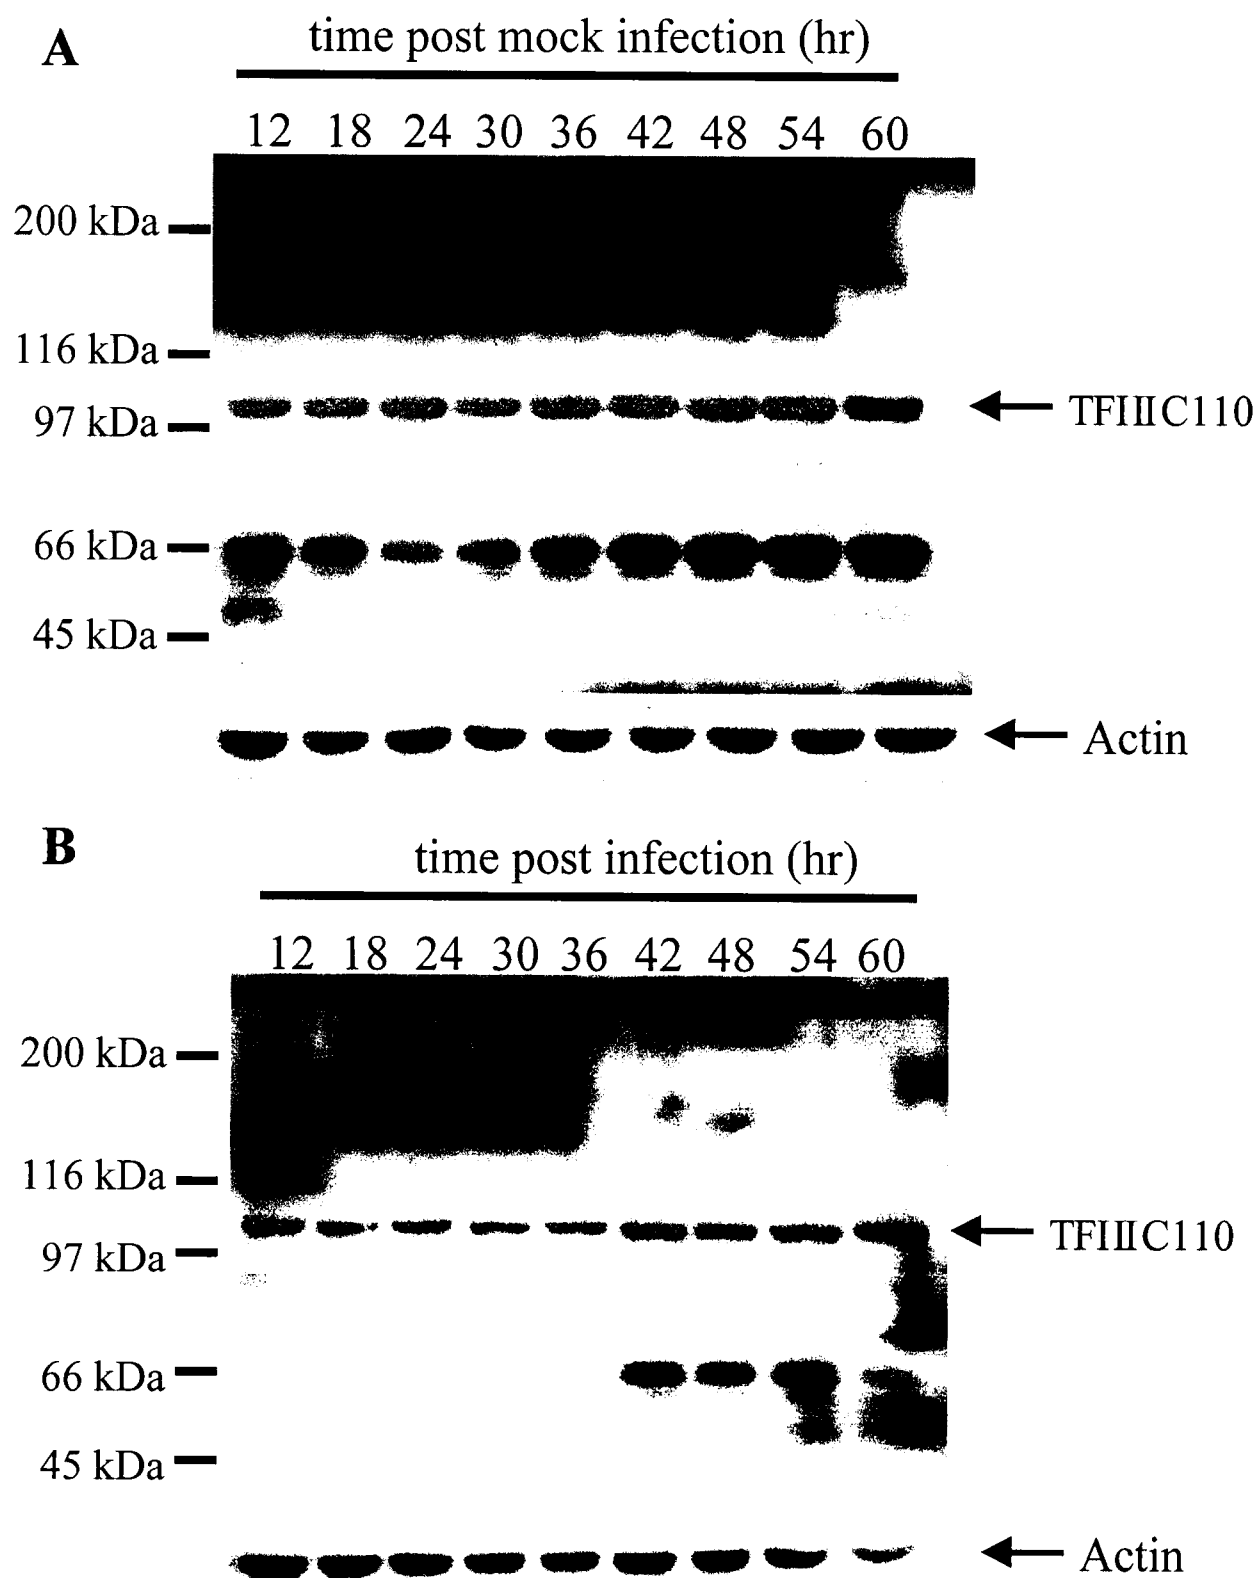 A
time post mock infection (hr)
12 18 24 30 36 42 48 54 60
200 kDa
116 kDa
97 kDa
TFIIIC110
66 kDa
45 kDa
Actin
B
time post infection (hr)
12 18 24 30 36 42 48 54 60
200 kDa
116 kDa
97 kDa
TFIIIC110
66 kDa
45 kDa
Actin